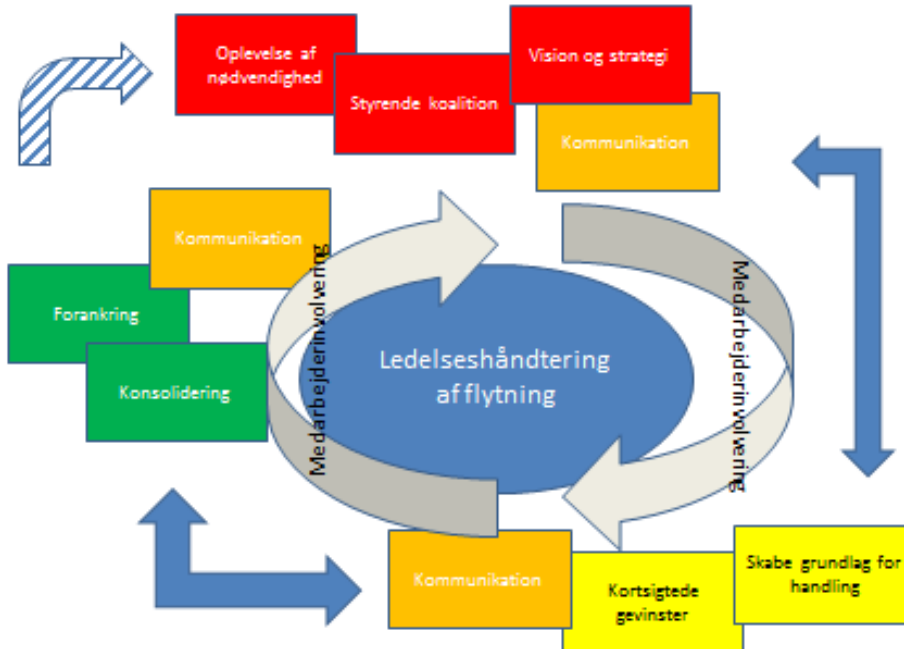 Oplevelse af
nødvendighed
Vision og strategi
Styrende koalition
Kommunikation
Kommunikation
Forankring
Konsolidering
Medarbejderinvolvering
Ledelseshåndtering
af flytning
Medarbejderinvolvering
Kommunikation
Kortsigtede
gevinster
Skabe grundlag for
handling